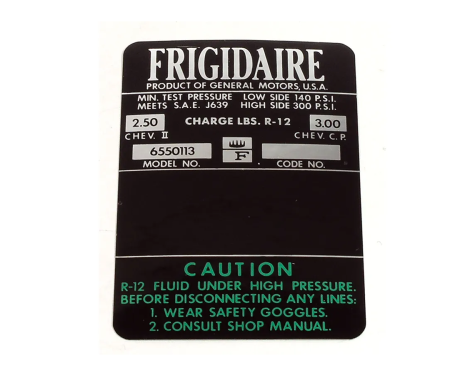 FRIGIDAIRE
PRODUCT OF GENERAL MOTORS, U.S.A.
MIN. TEST PRESSURE LOW SIDE 140 P.S.I.
MEETS S.A.E. J639 HIGH SIDE 300 P.S.I.
2.50 CHARGE LBS. R-12 3.00
CHEV. II CHEV. C.P.
6550113 F
MODEL NO. CODE NO.
CAUTION
R-12 FLUID UNDER HIGH PRESSURE.
BEFORE DISCONNECTING ANY LINES:
1. WEAR SAFETY GOGGLES.
2. CONSULT SHOP MANUAL.